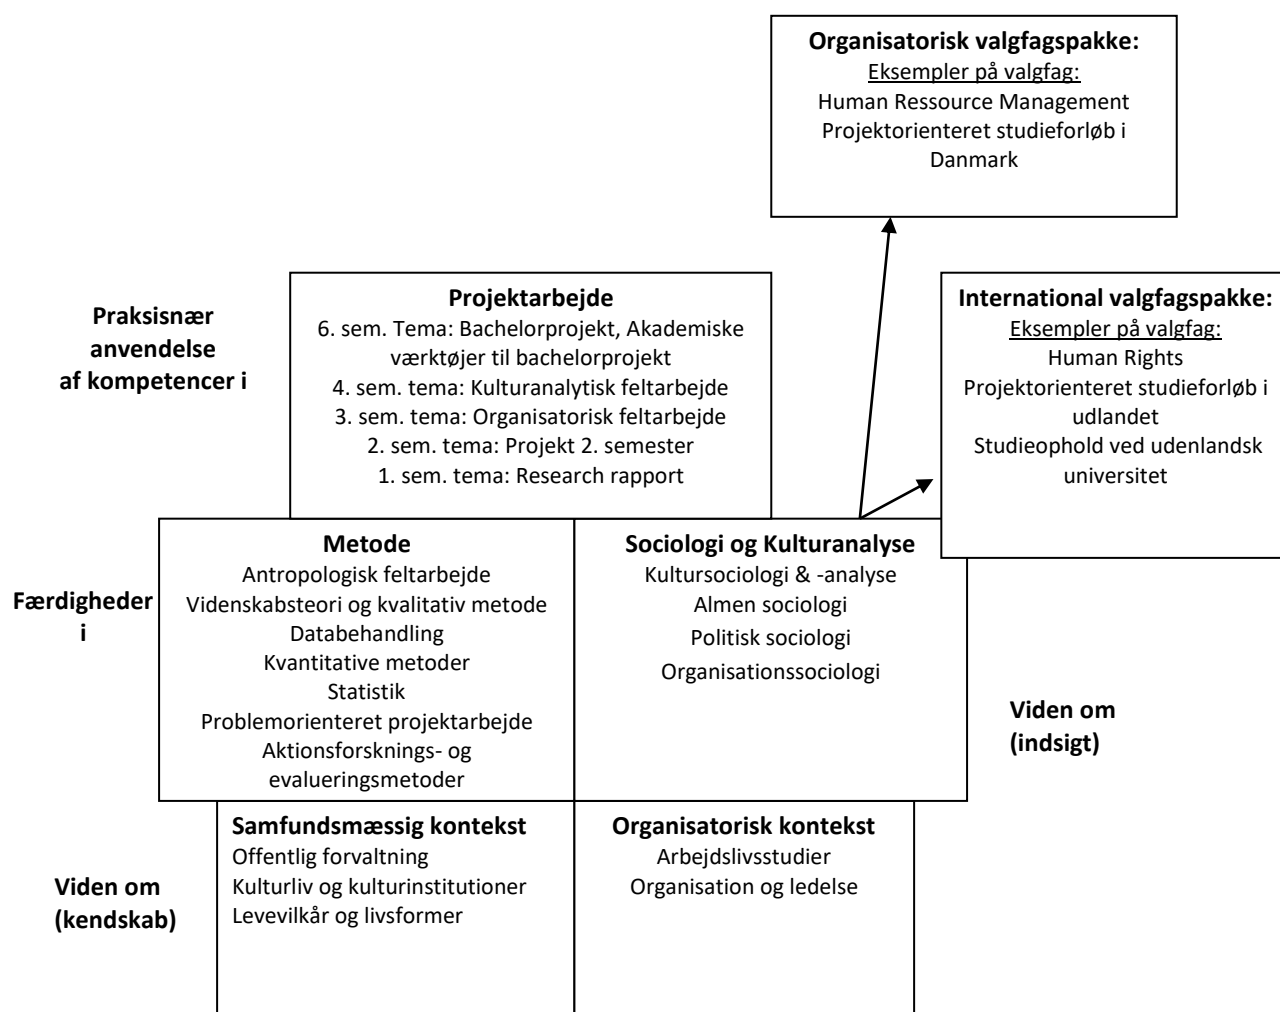 Organisatorisk valgfagspakke:
Eksempler på valgfag:
Human Ressource Management
Projektorienteret studieforløb i
Danmark
Praksisnær
anvendelse
af kompetencer i
Projektarbejde
6. sem. Tema: Bachelorprojekt, Akademiske
værktøjer til bachelorprojekt
4. sem. tema: Kulturanalytisk feltarbejde
3. sem. tema: Organisatorisk feltarbejde
2. sem. tema: Projekt 2. semester
1. sem. tema: Research rapport
International valgfagspakke:
Eksempler på valgfag:
Human Rights
Projektorienteret studieforløb i
udlandet
Studieophold ved udenlandsk
universitet
Færdigheder
i
Metode
Antropologisk feltarbejde
Videnskabsteori og kvalitativ metode
Databehandling
Kvantitative metoder
Statistik
Problemorienteret projektarbejde
Aktionsforsknings- og
evalueringsmetoder
Sociologi og Kulturanalyse
Kultursociologi & -analyse
Almen sociologi
Politisk sociologi
Organisationssociologi
Viden om
(indsigt)
Viden om
(kendskab)
Samfundsmæssig kontekst
Offentlig forvaltning
Kulturliv og kulturinstitutioner
Levevilkår og livsformer
Organisatorisk kontekst
Arbejdslivsstudier
Organisation og ledelse